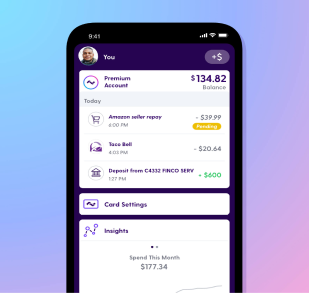 9:41
You
+$
Premium
Account
$134.82
Balance
Today
Amazon seller repay
- $39.99
4:00 PM
Pending
Taco Bell
- $20.64
4:03 PM
Deposit from C4332 FINCO SERV
+ $600
1:27 PM
Card Settings
Insights
Spend This Month
$177.34